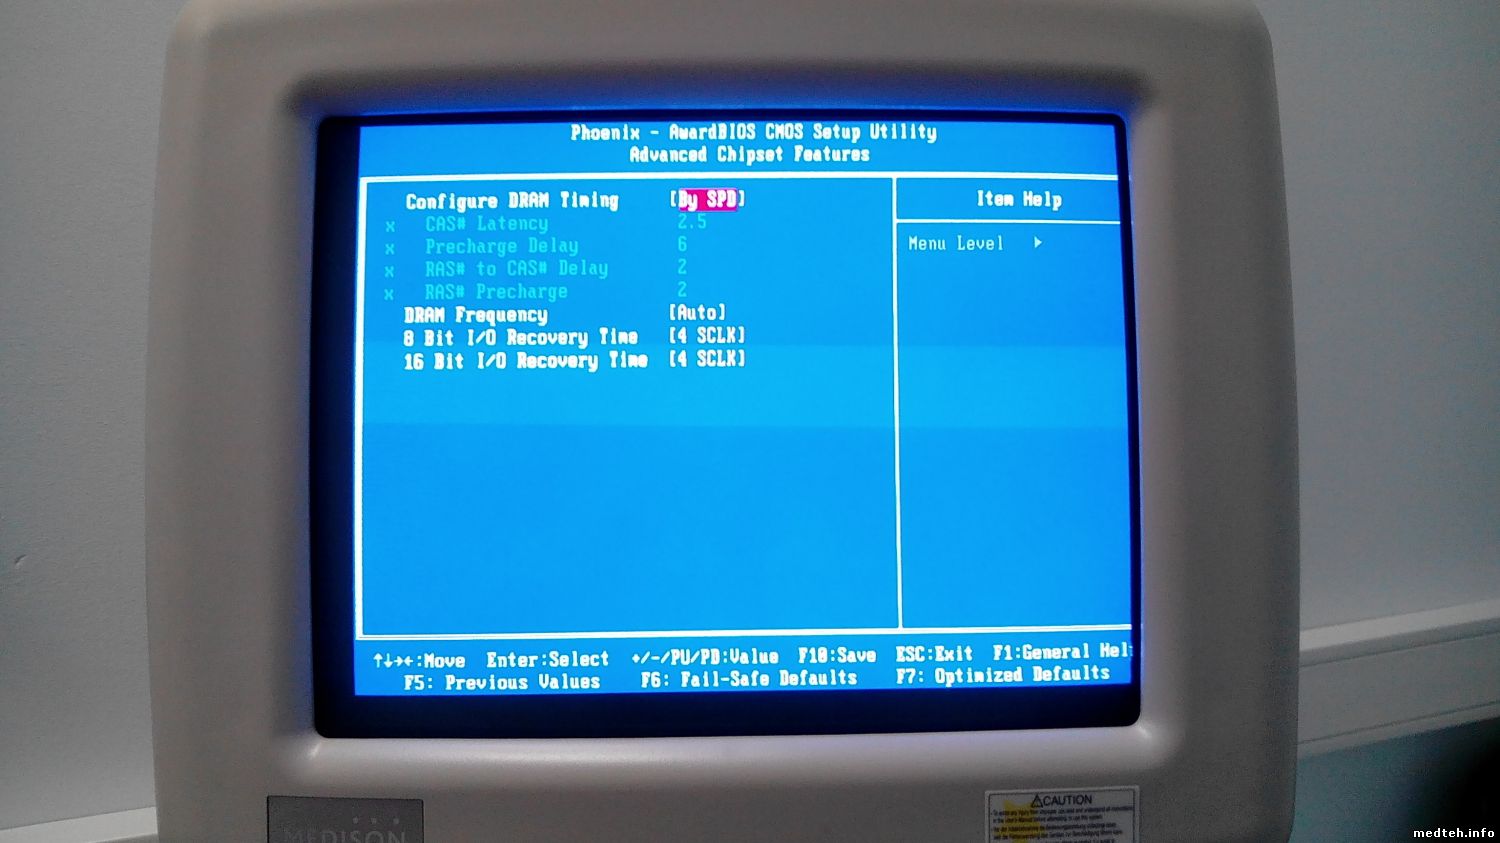 Phoenix - AwardBIOS CMOS Setup Utility
Advanced Chipset Features
Configure DRAM Timing [By SPD]
x CAS# Latency 2.5
x Precharge Delay 6
x RAS# to CAS# Delay 2
x RAS# Precharge 2
DRAM Frequency [Auto]
8 Bit I/O Recovery Time [4 SCLK]
16 Bit I/O Recovery Time [4 SCLK]
Item Help
Menu Level ▸
↑↓→←:Move Enter:Select +/-/PU/PD:Value F10:Save ESC:Exit F1:General Hel
F5: Previous Values F6: Fail-Safe Defaults F7: Optimized Defaults
MEDISON
⚠CAUTION
medteh.info